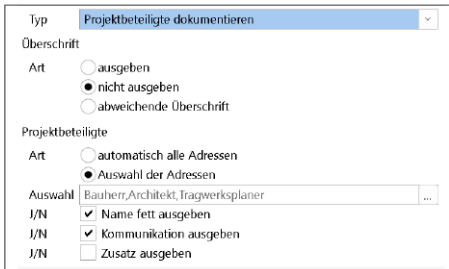 Typ Projektbeteiligte dokumentieren
Überschrift
Art ausgeben
nicht ausgeben
abweichende Überschrift
Projektbeteiligte
Art automatisch alle Adressen
Auswahl der Adressen
Auswahl Bauherr,Architekt,Tragwerksplaner ...
J/N Name fett ausgeben
J/N Kommunikation ausgeben
J/N Zusatz ausgeben